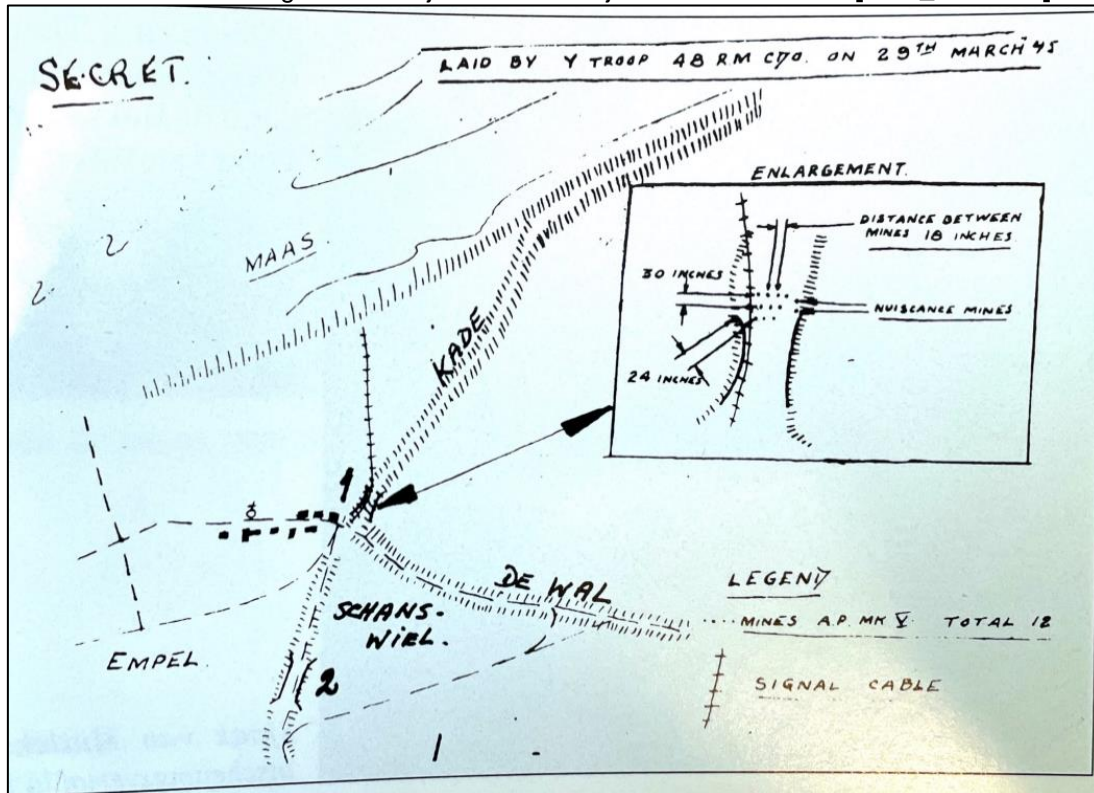 SECRET.
LAID BY Y TROOP 48 RM CDO. ON 29TH MARCH 45
ENLARGEMENT.
DISTANCE BETWEEN
MINES 18 INCHES.
30 INCHES
NUISCANCE MINES
24 INCHES
MAAS.
KADE
1
DE WAL
SCHANS-
WIEL.
EMPEL.
2
LEGEND
MINES A.P. MK V. TOTAL 12
SIGNAL CABLE